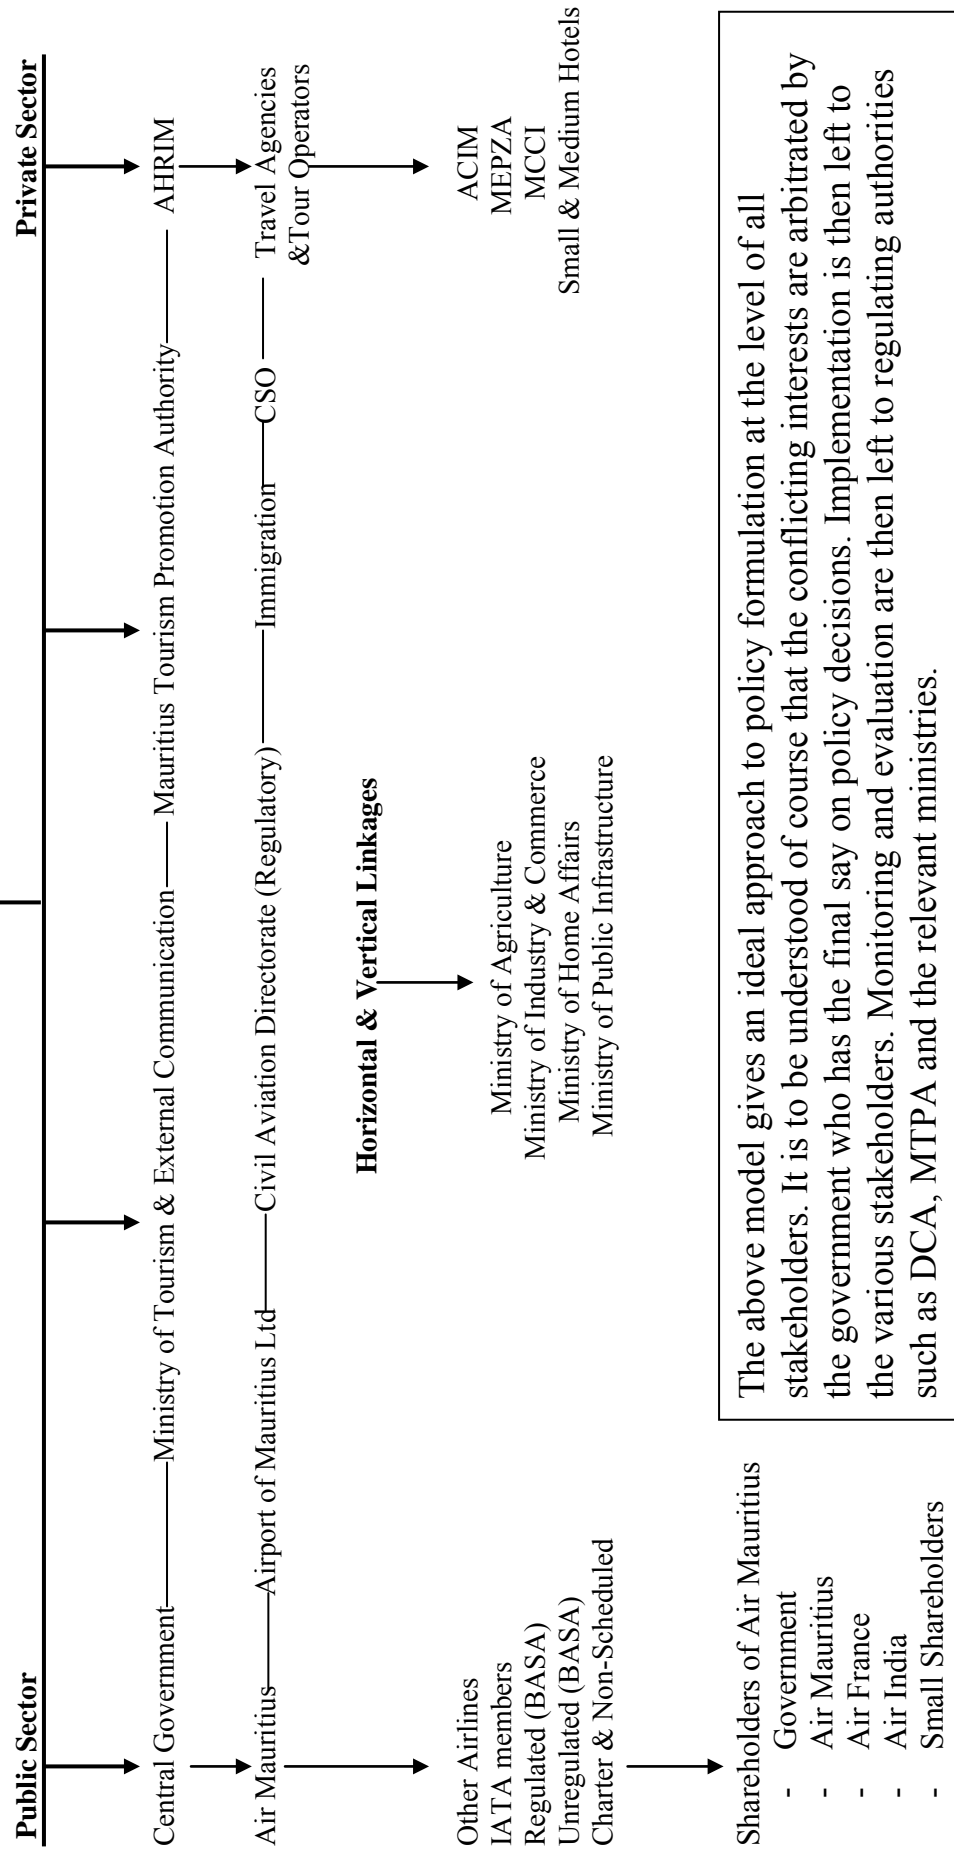 Public Sector Private Sector
Central Government Ministry of Tourism & External Communication Mauritius Tourism Promotion Authority AHRIM
Air Mauritius Airport of Mauritius Ltd Civil Aviation Directorate (Regulatory) Immigration CSO Travel Agencies
&Tour Operators
Horizontal & Vertical Linkages
Other Airlines
IATA members
Regulated (BASA)
Unregulated (BASA)
Charter & Non-Scheduled
Ministry of Agriculture
Ministry of Industry & Commerce
Ministry of Home Affairs
Ministry of Public Infrastructure
ACIM
MEPZA
MCCI
Small & Medium Hotels
Shareholders of Air Mauritius
- Government
- Air Mauritius
- Air France
- Air India
- Small Shareholders
The above model gives an ideal approach to policy formulation at the level of all
stakeholders. It is to be understood of course that the conflicting interests are arbitrated by
the government who has the final say on policy decisions. Implementation is then left to
the various stakeholders. Monitoring and evaluation are then left to regulating authorities
such as DCA, MTPA and the relevant ministries.